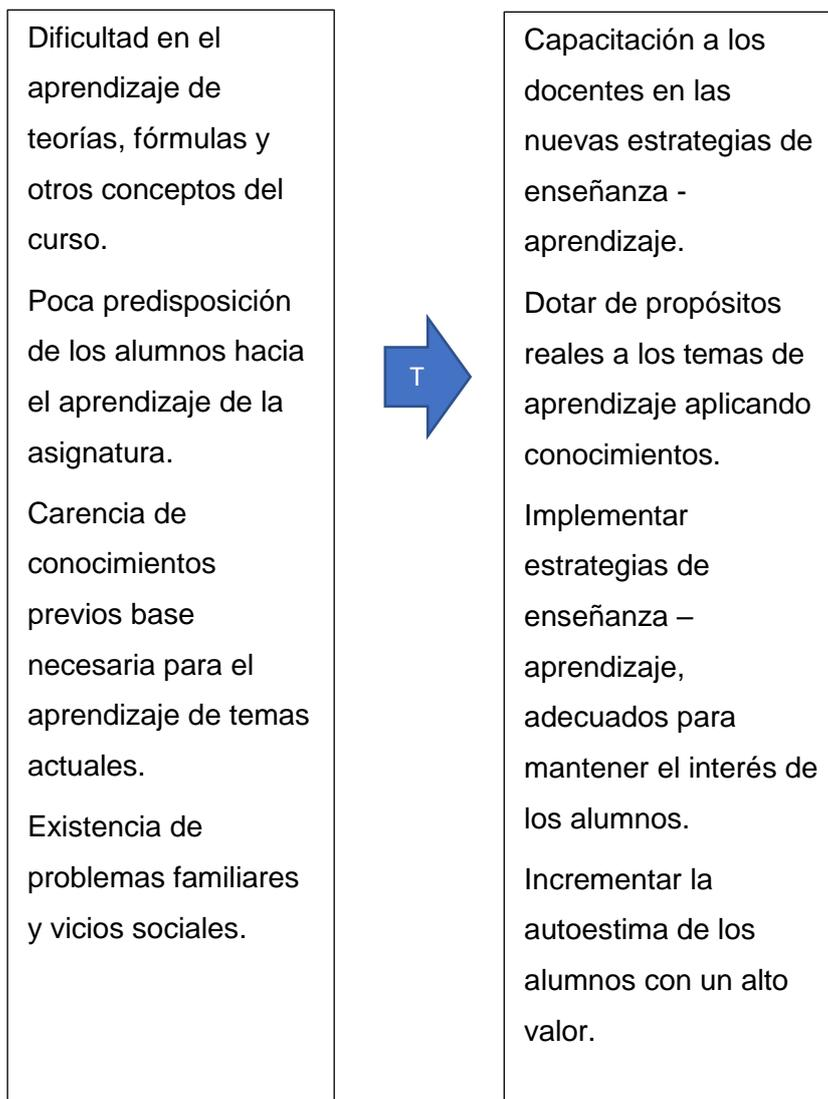 Dificultad en el
aprendizaje de
teorías, fórmulas y
otros conceptos del
curso.
Poca predisposición
de los alumnos hacia
el aprendizaje de la
asignatura.
Carencia de
conocimientos
previos base
necesaria para el
aprendizaje de temas
actuales.
Existencia de
problemas familiares
y vicios sociales.
T
Capacitación a los
docentes en las
nuevas estrategias de
enseñanza -
aprendizaje.
Dotar de propósitos
reales a los temas de
aprendizaje aplicando
conocimientos.
Implementar
estrategias de
enseñanza –
aprendizaje,
adecuados para
mantener el interés de
los alumnos.
Incrementar la
autoestima de los
alumnos con un alto
valor.